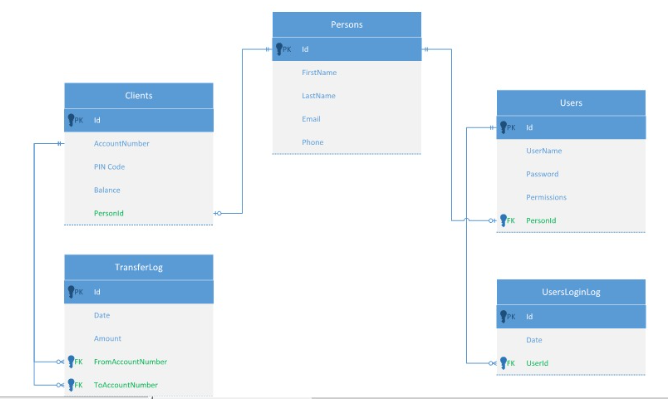 Persons
PK Id
FirstName
LastName
Email
Phone
Clients
PK Id
AccountNumber
PIN Code
Balance
PersonId
Users
PK Id
UserName
Password
Permissions
FK PersonId
TransferLog
PK Id
Date
Amount
FK FromAccountNumber
FK ToAccountNumber
UsersLoginLog
PK Id
Date
FK UserId